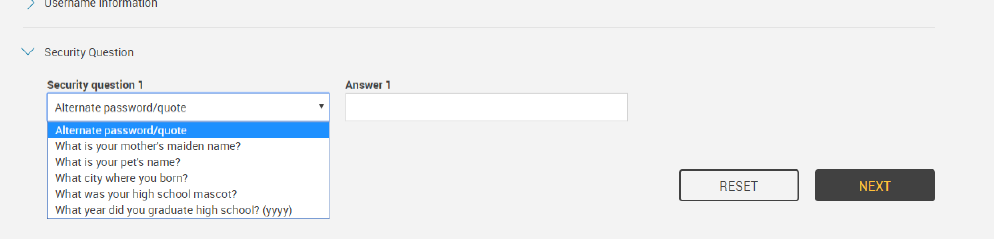 Username Information
Security Question
Security question 1
Answer 1
Alternate password/quote
Alternate password/quote
What is your mother's maiden name?
What is your pet's name?
What city where you born?
What was your high school mascot?
What year did you graduate high school? (yyyy)
RESET
NEXT